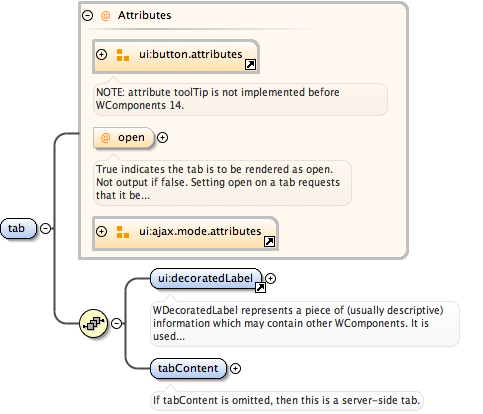 @ Attributes
ui:button.attributes
NOTE: attribute toolTip is not implemented before
WComponents 14.
@ open
True indicates the tab is to be rendered as open.
Not output if false. Setting open on a tab requests
that it be...
tab
ui:ajax.mode.attributes
ui:decoratedLabel
WDecoratedLabel represents a piece of (usually descriptive)
information which may contain other WComponents. It is
used...
tabContent
If tabContent is omitted, then this is a server-side tab.